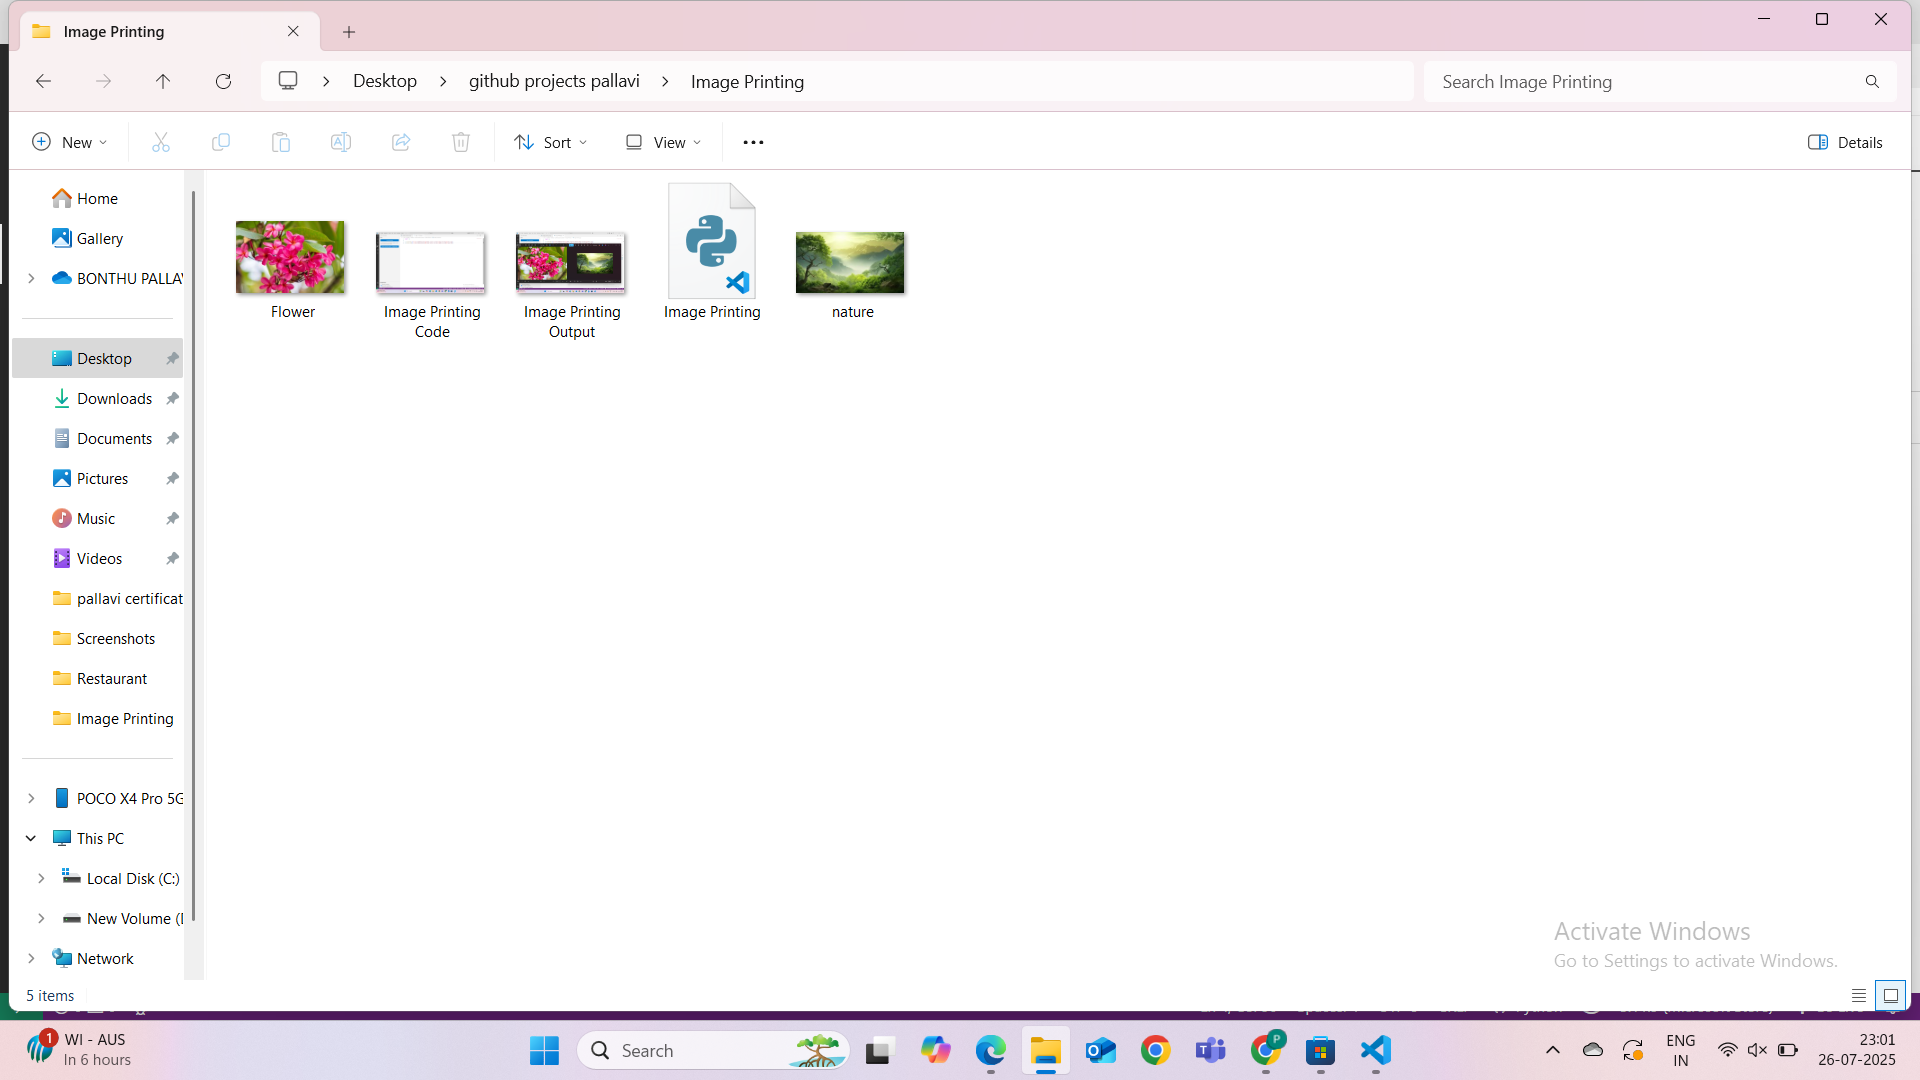 Image Printing
Desktop
github projects pallavi
Image Printing
Search Image Printing
New
Sort
View
Details
Home
Gallery
BONTHU PALLAV
Desktop
Downloads
Documents
Pictures
Music
Videos
pallavi certificat
Screenshots
Restaurant
Image Printing
POCO X4 Pro 5G
This PC
Local Disk (C:)
New Volume (
Network
Flower
Image Printing
Code
Image Printing
Output
Image Printing
nature
Activate Windows
Go to Settings to activate Windows.
5 items
1
WI - AUS
In 6 hours
Search
P
ENG
IN
23:01
26-07-2025